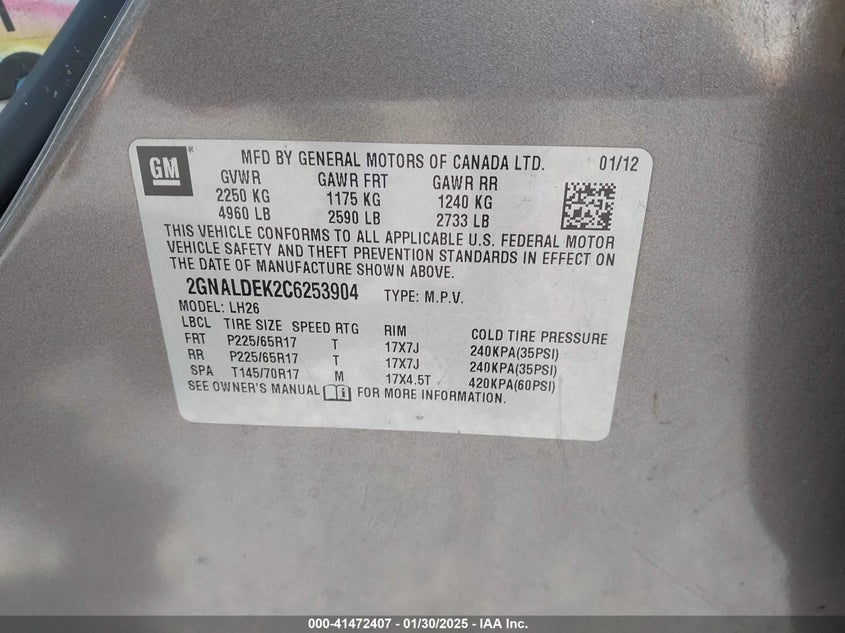 GM
MFD BY GENERAL MOTORS OF CANADA LTD. 01/12
GVWR GAWR FRT GAWR RR
2250 KG 1175 KG 1240 KG
4960 LB 2590 LB 2733 LB
THIS VEHICLE CONFORMS TO ALL APPLICABLE U.S. FEDERAL MOTOR
VEHICLE SAFETY AND THEFT PREVENTION STANDARDS IN EFFECT ON
THE DATE OF MANUFACTURE SHOWN ABOVE.
2GNALDEK2C6253904 TYPE: M.P.V.
MODEL: LH26
LBCL TIRE SIZE SPEED RTG RIM COLD TIRE PRESSURE
FRT P225/65R17 T 17X7J 240KPA(35PSI)
RR P225/65R17 T 17X7J 240KPA(35PSI)
SPA T145/70R17 M 17X4.5T 420KPA(60PSI)
SEE OWNER'S MANUAL FOR MORE INFORMATION.
000-41472407 - 01/30/2025 - IAA Inc.